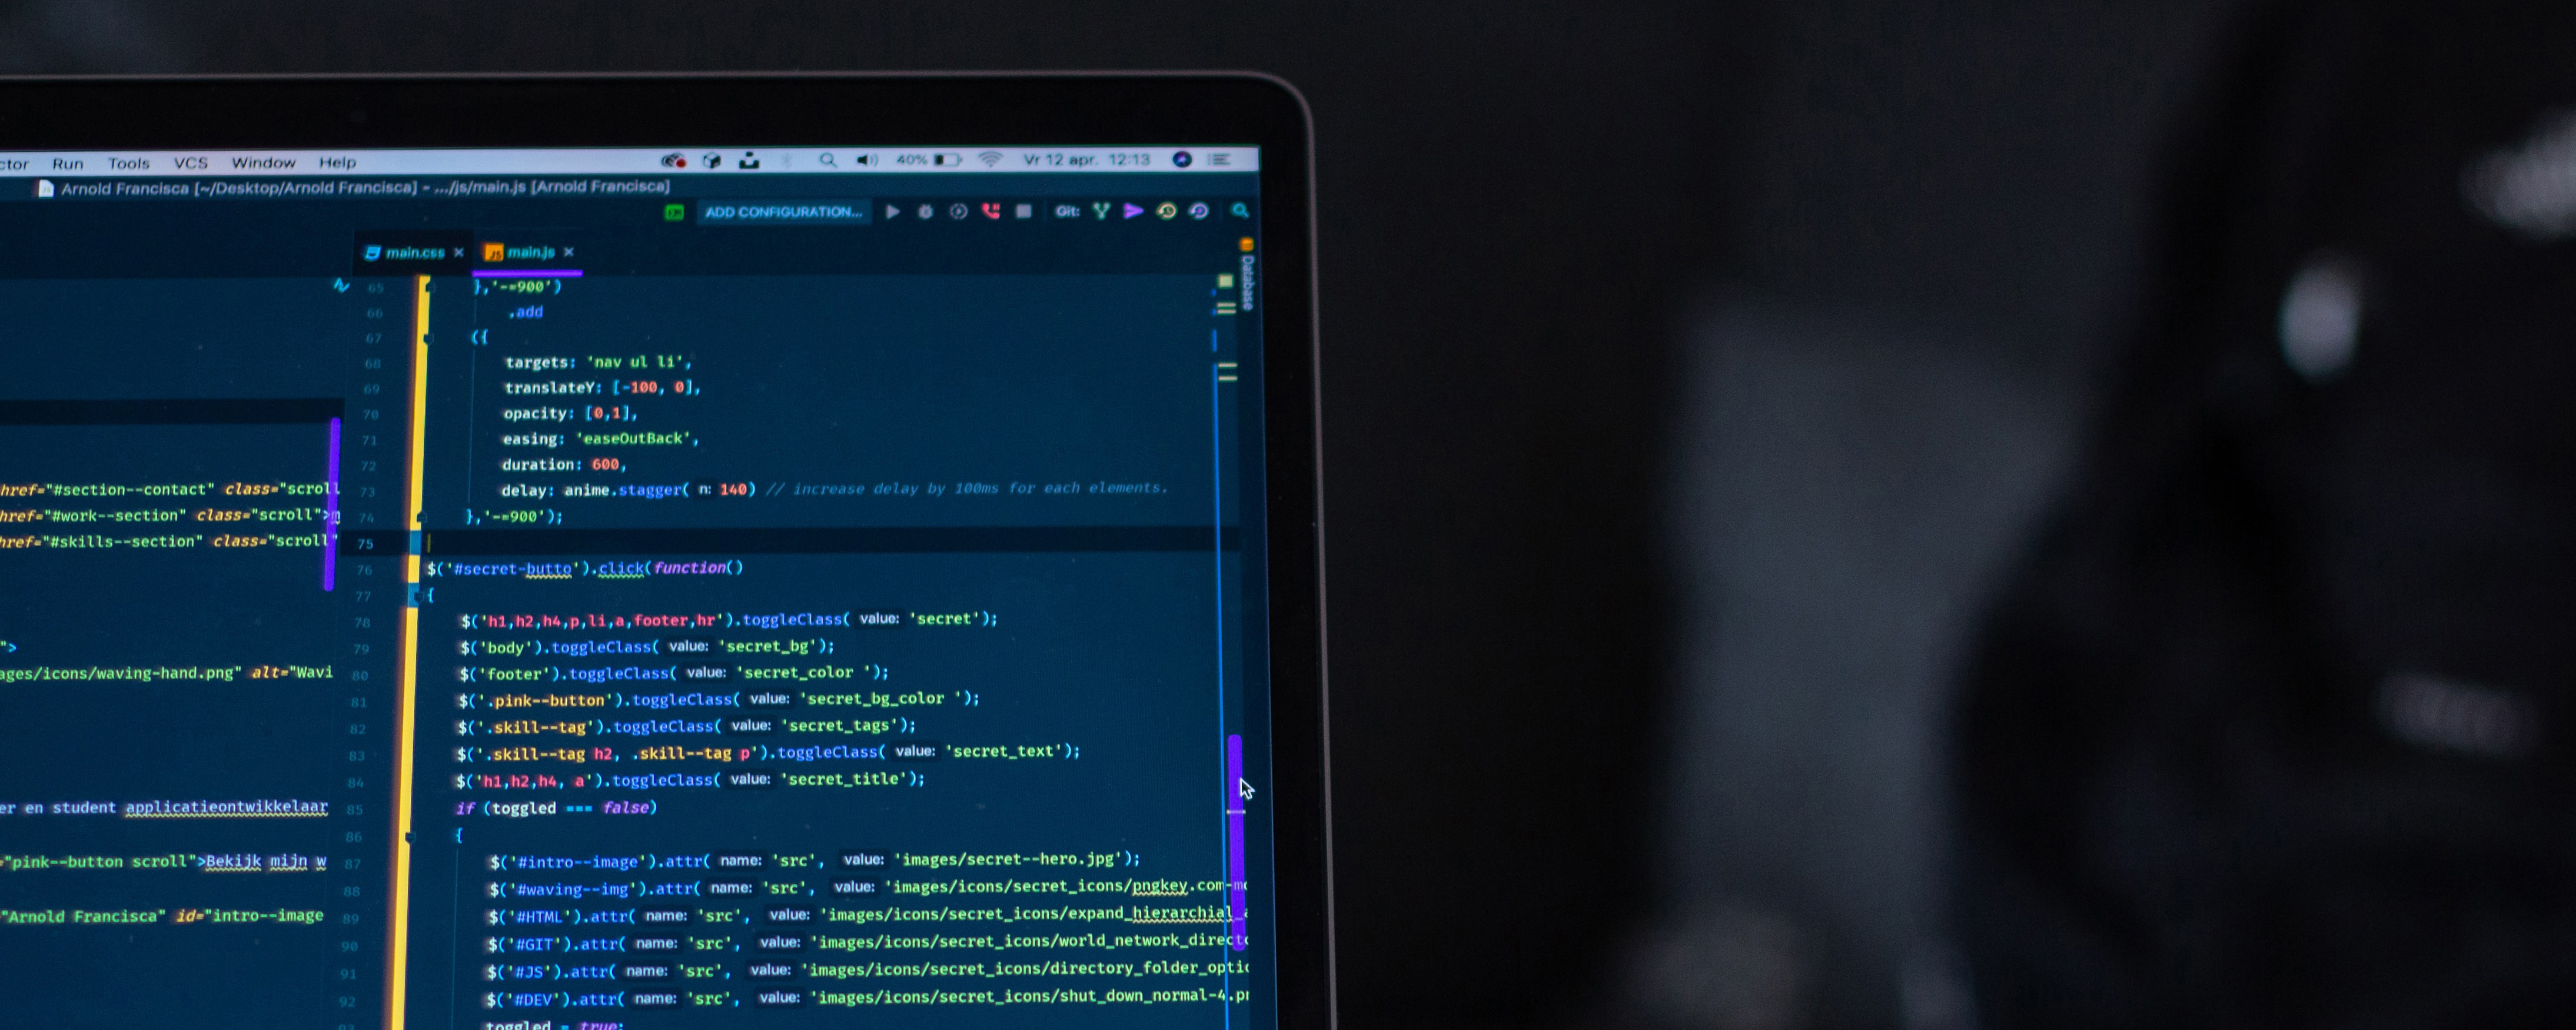 Run Tools VCS Window Help 40% Vr 12 apr. 12:13
Arnold Francisca [~/Desktop/Arnold Francisca] - .../js/main.js [Arnold Francisca]
ADD CONFIGURATION... Git:
main.css × JS main.js ×
Database
href="#section--contact" class="scroll
href="#work--section" class="scroll">
href="#skills--section" class="scroll"
">
ages/icons/waving-hand.png" alt="Wavi
er en student applicatieontwikkelaar
="pink--button scroll">Bekijk mijn w
"Arnold Francisca" id="intro--image
65 },'-=900')
66 .add
67 ({
68 targets: 'nav ul li',
69 translateY: [-100, 0],
70 opacity: [0,1],
71 easing: 'easeOutBack',
72 duration: 600,
73 delay: anime.stagger( n: 140) // increase delay by 100ms for each elements.
74 },'-=900');
75
76 $('#secret-butto').click(function()
77 {
78 $('h1,h2,h4,p,li,a,footer,hr').toggleClass( value: 'secret');
79 $('body').toggleClass( value: 'secret_bg');
80 $('footer').toggleClass( value: 'secret_color ');
81 $('.pink--button').toggleClass( value: 'secret_bg_color ');
82 $('.skill--tag').toggleClass( value: 'secret_tags');
83 $('.skill--tag h2, .skill--tag p').toggleClass( value: 'secret_text');
84 $('h1,h2,h4, a').toggleClass( value: 'secret_title');
85 if (toggled === false)
86 {
87 $('#intro--image').attr( name: 'src', value: 'images/secret--hero.jpg');
88 $('#waving--img').attr( name: 'src', value: 'images/icons/secret_icons/pngkey.com-
89 $('#HTML').attr( name: 'src', value: 'images/icons/secret_icons/expand_hierarchial_
90 $('#GIT').attr( name: 'src', value: 'images/icons/secret_icons/world_network_direct
91 $('#JS').attr( name: 'src', value: 'images/icons/secret_icons/directory_folder_optio
92 $('#DEV').attr( name: 'src', value: 'images/icons/secret_icons/shut_down_normal-4.
toggled = true;